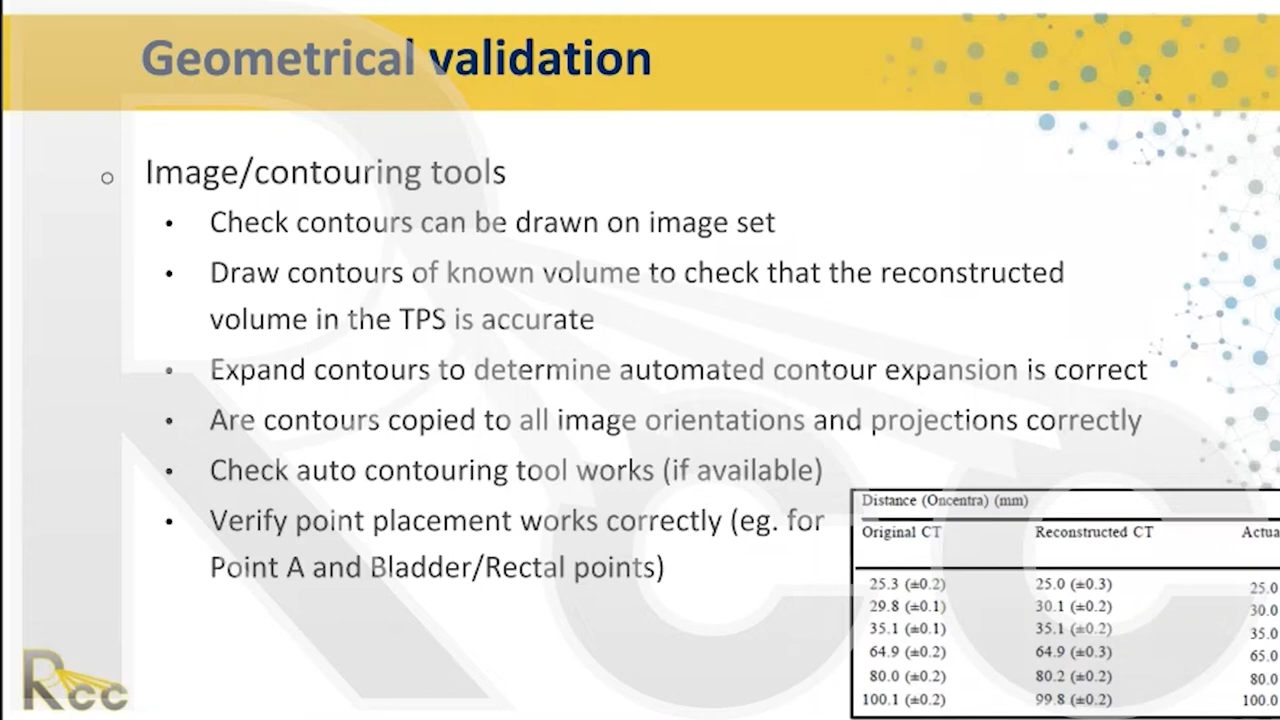 Geometrical validation
Image/contouring tools
Check contours can be drawn on image set
Draw contours of known volume to check that the reconstructed
volume in the TPS is accurate
Expand contours to determine automated contour expansion is correct
Are contours copied to all image orientations and projections correctly
Check auto contouring tool works (if available)
Verify point placement works correctly (eg. for
Point A and Bladder/Rectal points)
Distance (Oncentra) (mm)
Original CT Reconstructed CT Actua
25.3 (±0.2) 25.0 (±0.3) 25.0
29.8 (±0.1) 30.1 (±0.2) 30.0
35.1 (±0.1) 35.1 (±0.2) 35.0
64.9 (±0.2) 64.9 (±0.3) 65.0
80.0 (±0.2) 80.2 (±0.2) 80.0
100.1 (±0.2) 99.8 (±0.2) 100.0
Rcc
Rcc